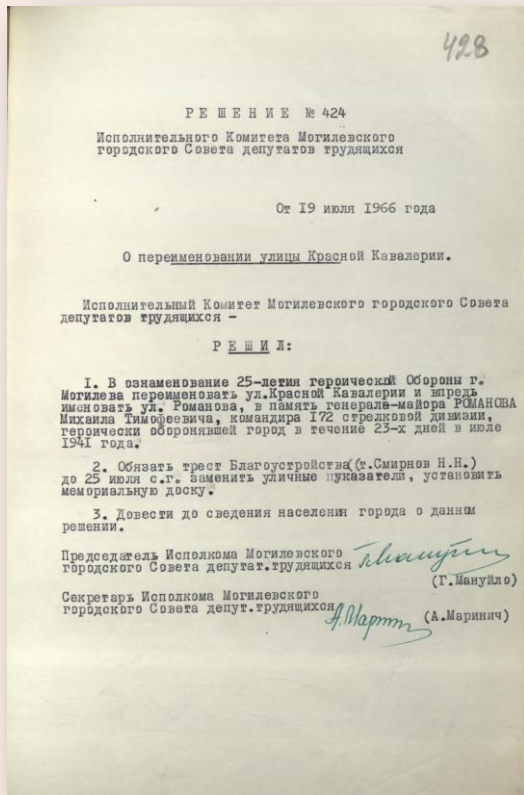 428
РЕШЕНИЕ № 424
Исполнительного Комитета Могилевского
городского Совета депутатов трудящихся
От 19 июля 1966 года
О переименовании улицы Красной Кавалерии.
Исполнительный Комитет Могилевского городского Совета
депутатов трудящихся –
РЕШИЛ:
1. В ознаменование 25-летия героической Обороны г.
Могилева переименовать ул.Красной Кавалерии и впредь
именовать ул. Романова, в память генерала-майора РОМАНОВА
Михаила Тимофеевича, командира 172 стрелковой дивизии,
героически оборонявшей город в течение 23-х дней в июле
1941 года.
2. Обязать трест Благоустройства((т.Смирнов Н.Н.)
до 25 июля с.г. заменить уличные указатели, установить
мемориальную доску.
3. Довести до сведения населения города о данном
решении.
Председатель Исполкома Могилевского
городского Совета депутат.трудящихся
(Г.Мануйло)
Секретарь Исполкома Могилевского
городского Совета депут.трудящихся
(А.Маринич)